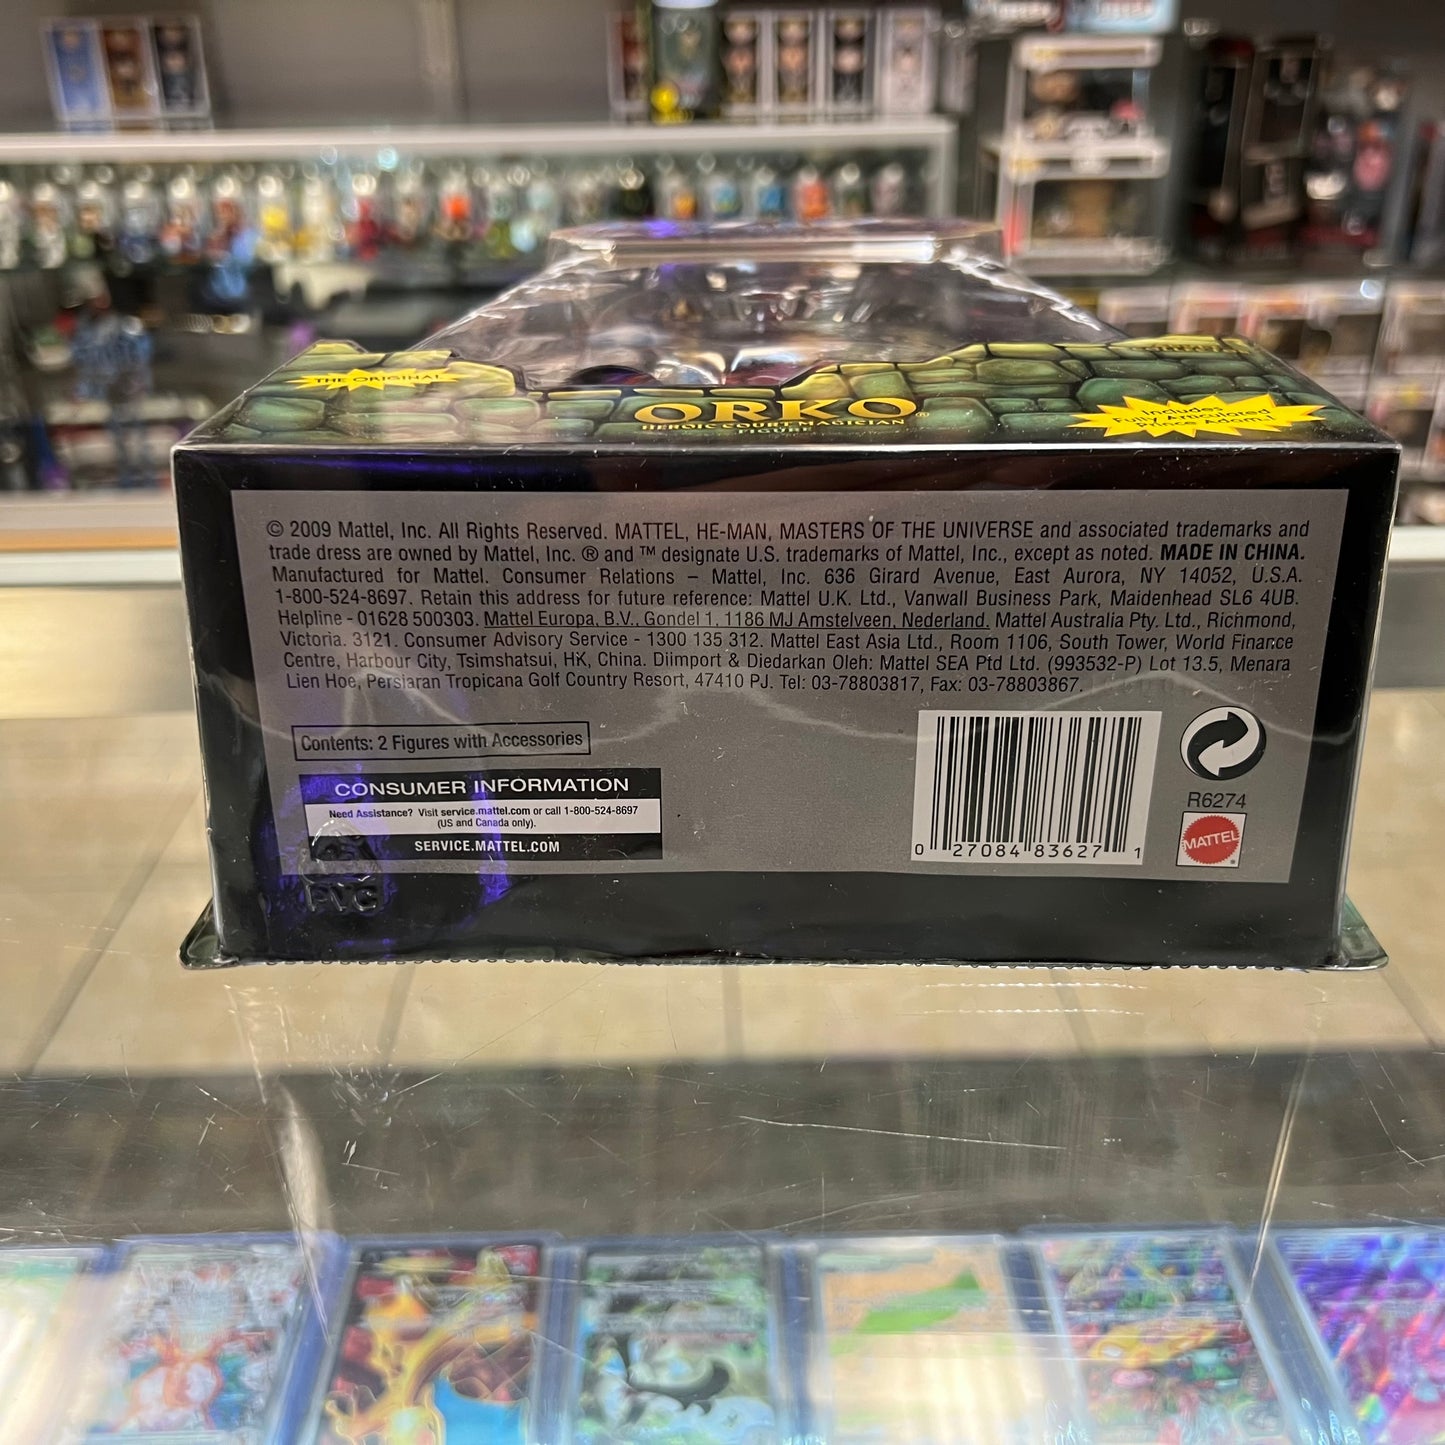 THE ORIGINAL
ORKO®
HEROIC COURT MAGICIAN
FIGURE
Includes
Fully Articulated
Prince Adam!
© 2009 Mattel, Inc. All Rights Reserved. MATTEL, HE-MAN, MASTERS OF THE UNIVERSE and associated trademarks and
trade dress are owned by Mattel, Inc. ® and ™ designate U.S. trademarks of Mattel, Inc., except as noted. MADE IN CHINA.
Manufactured for Mattel. Consumer Relations – Mattel, Inc. 636 Girard Avenue, East Aurora, NY 14052, U.S.A.
1-800-524-8697. Retain this address for future reference: Mattel U.K. Ltd., Vanwall Business Park, Maidenhead SL6 4UB.
Helpline - 01628 500303. Mattel Europa, B.V., Gondel 1, 1186 MJ Amstelveen, Nederland. Mattel Australia Pty. Ltd., Richmond,
Victoria. 3121. Consumer Advisory Service - 1300 135 312. Mattel East Asia Ltd., Room 1106, South Tower, World Finance
Centre, Harbour City, Tsimshatsui, HK, China. Diimport & Diedarkan Oleh: Mattel SEA Ptd Ltd. (993532-P) Lot 13.5, Menara
Lien Hoe, Persiaran Tropicana Golf Country Resort, 47410 PJ. Tel: 03-78803817, Fax: 03-78803867.
Contents: 2 Figures with Accessories
CONSUMER INFORMATION
Need Assistance? Visit service.mattel.com or call 1-800-524-8697
(US and Canada only).
SERVICE.MATTEL.COM
PVC
0 27084 83627 1
R6274
MATTEL